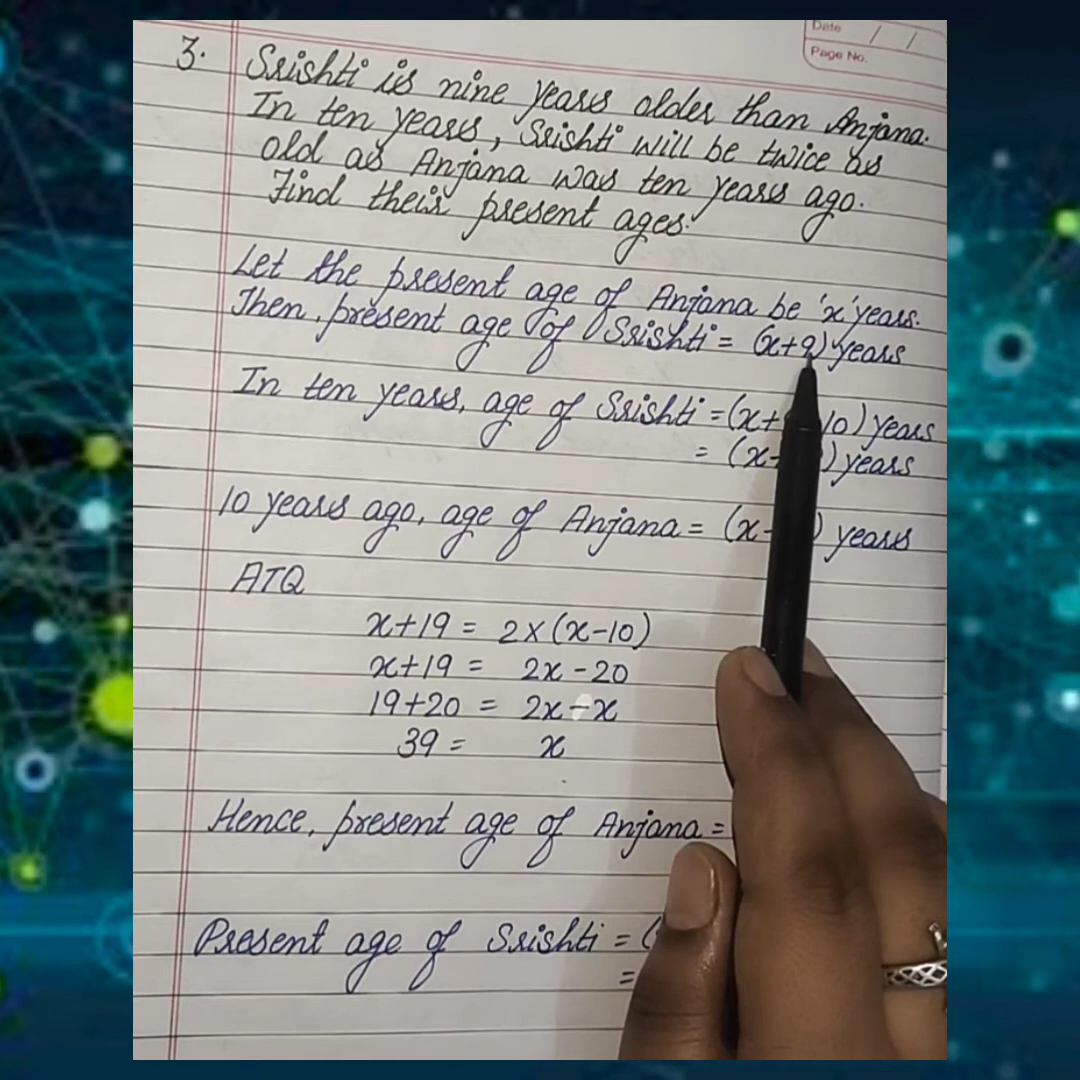 Date / /
Page No.
3. Srishti is nine years older than Anjana.
In ten years, Srishti will be twice as
old as Anjana was ten years ago.
Find their present ages.
Let the present age of Anjana be 'x' years.
Then, present age of Srishti = (x+9) years
In ten years, age of Srishti = (x+ 10) years
= (x+ ) years
10 years ago, age of Anjana = (x- ) years
ATQ
x+19 = 2×(x-10)
x+19 = 2x-20
19+20 = 2x-x
39 = x
Hence, present age of Anjana =
Present age of Srishti = (
=